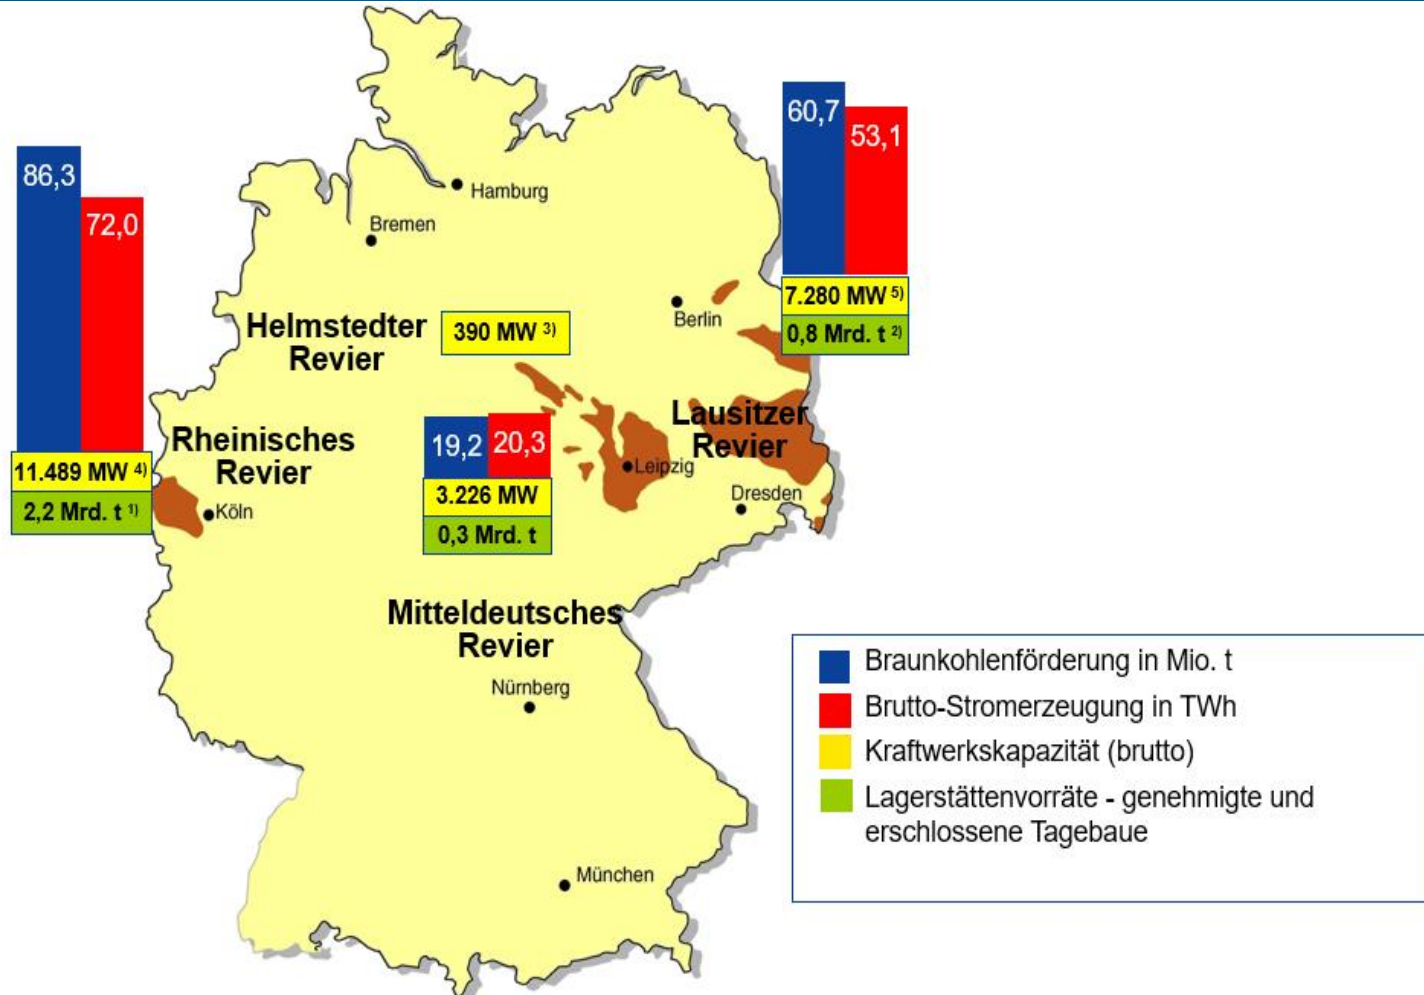 86,3
72,0
11.489 MW 4)
2,2 Mrd. t 1)
60,7
53,1
7.280 MW 5)
0,8 Mrd. t 2)
Hamburg
Bremen
Berlin
Helmstedter
Revier
390 MW 3)
Rheinisches
Revier
Köln
19,2
20,3
3.226 MW
0,3 Mrd. t
Lausitzer
Revier
Leipzig
Dresden
Mitteldeutsches
Revier
Nürnberg
München
Braunkohlenförderung in Mio. t
Brutto-Stromerzeugung in TWh
Kraftwerkskapazität (brutto)
Lagerstättenvorräte - genehmigte und
erschlossene Tagebaue